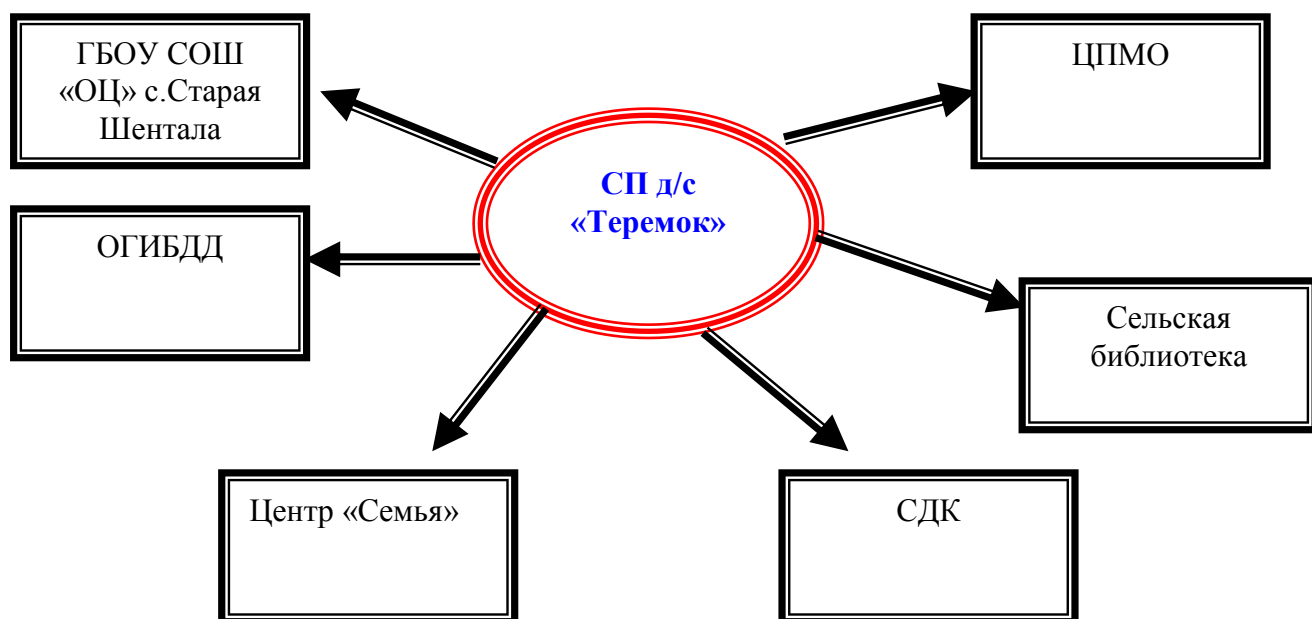 ГБОУ СОШ
«ОЦ» с.Старая
Шентала
ЦПМО
СП д/с
«Теремок»
ОГИБДД
Сельская
библиотека
Центр «Семья»
СДК